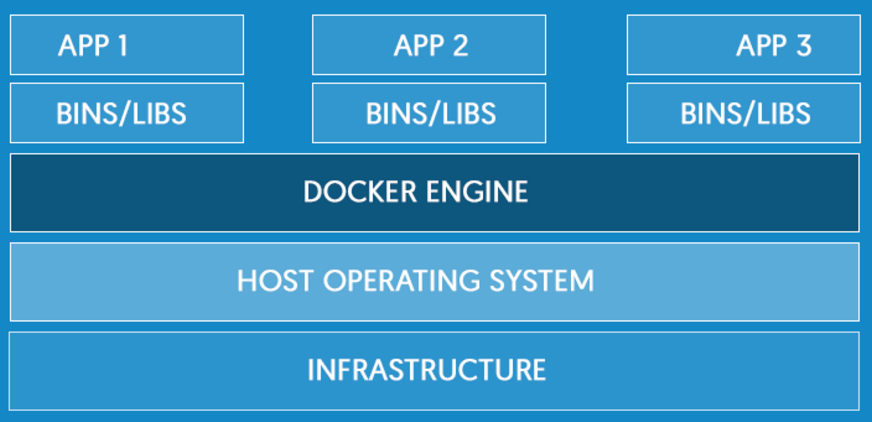 APP 1
APP 2
APP 3
BINS/LIBS
BINS/LIBS
BINS/LIBS
DOCKER ENGINE
HOST OPERATING SYSTEM
INFRASTRUCTURE